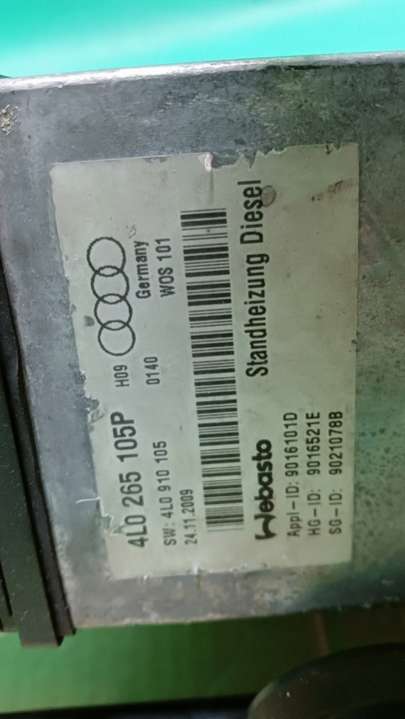 4L0 265 105P H09
SW: 4L0 910 105 0140 Germany
24.11.2009 WOS 101
Webasto Standheizung Diesel
Appl-ID: 9016101D
HG-ID: 9016521E
SG-ID: 9021078B